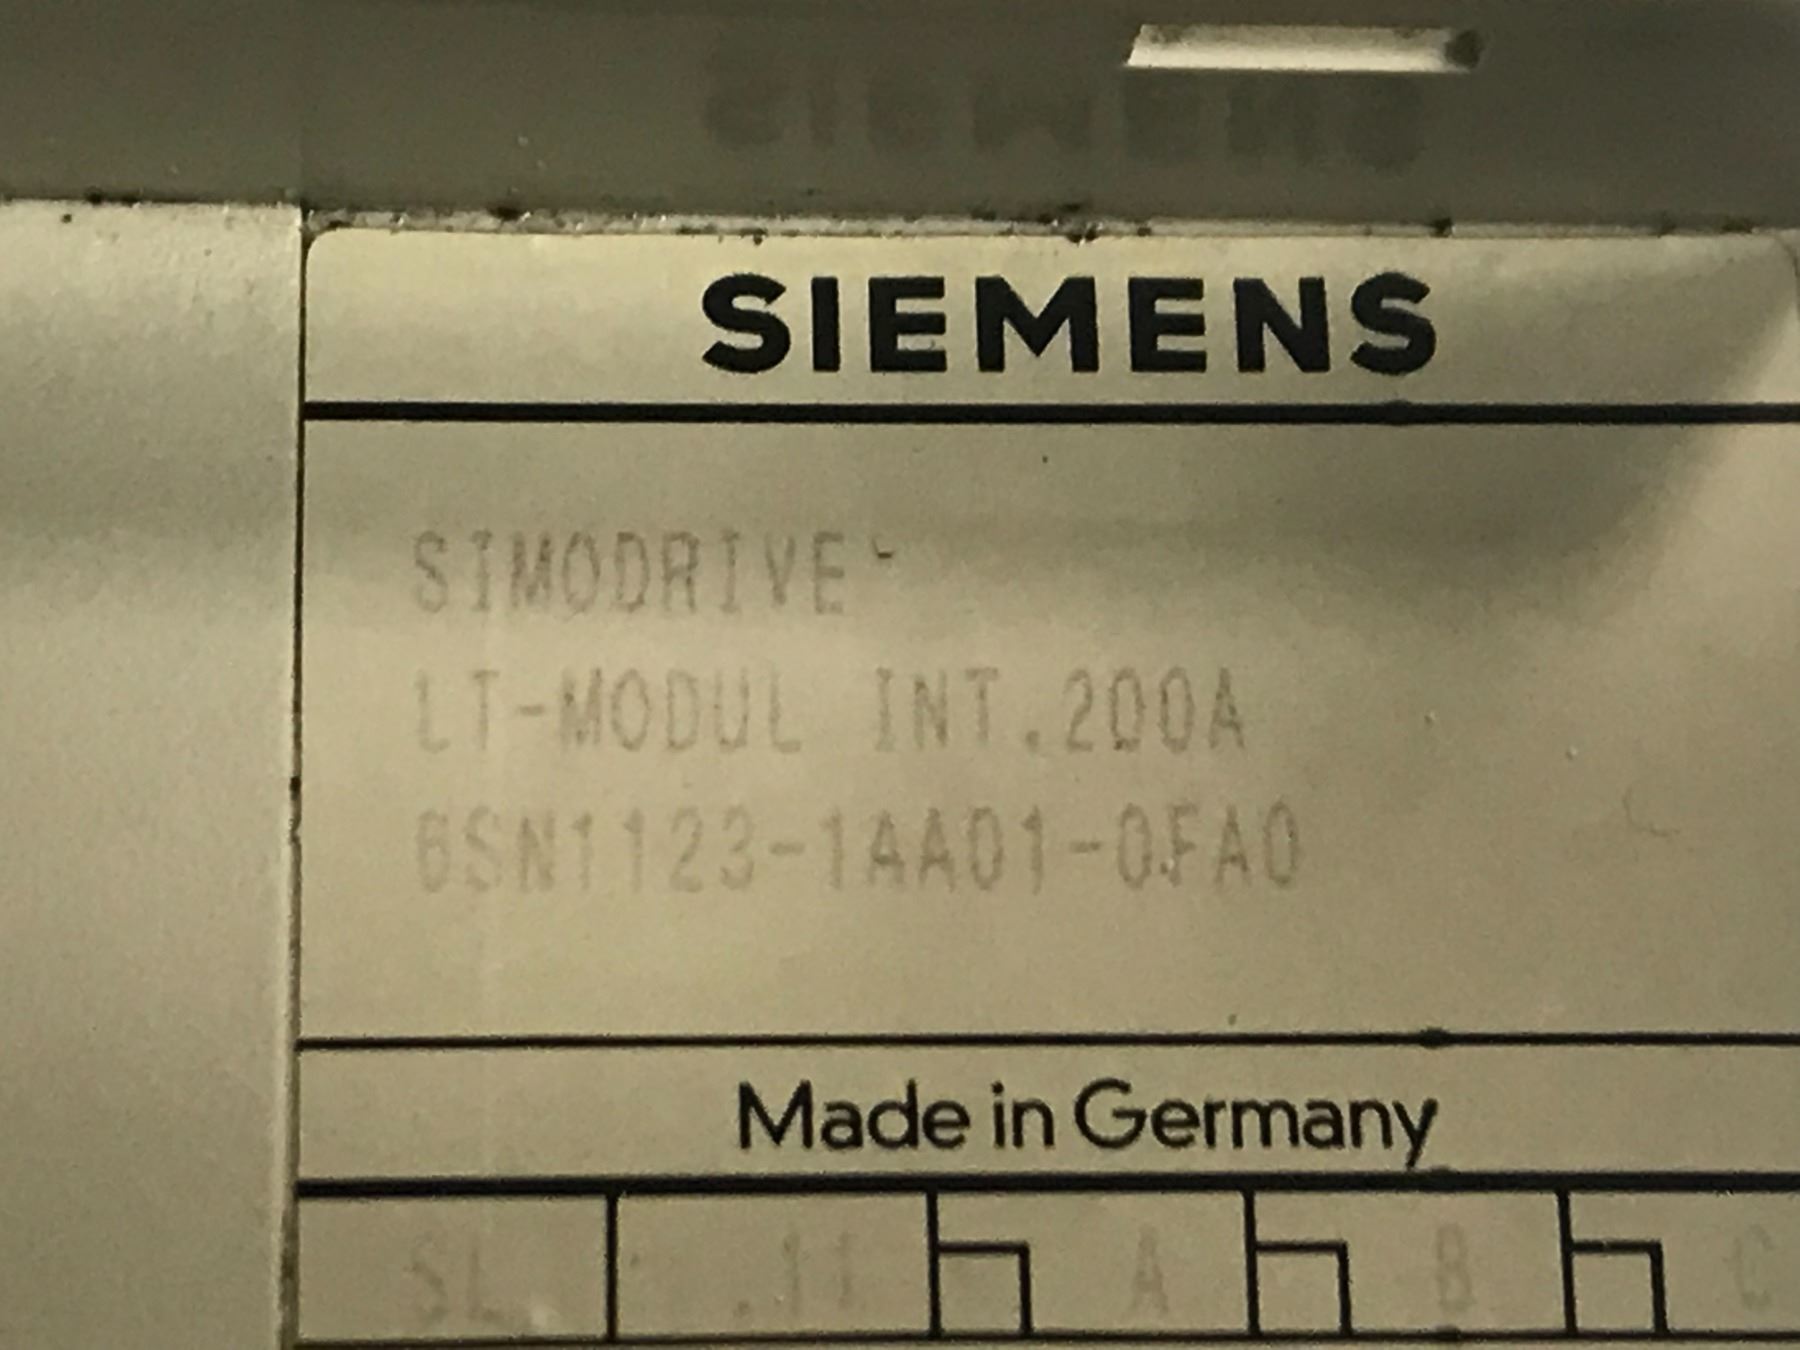 SIEMENS
SIMODRIVE
LT-MODUL INT.200A
6SN1123-1AA01-0FA0
Made in Germany
SL .11 A B C